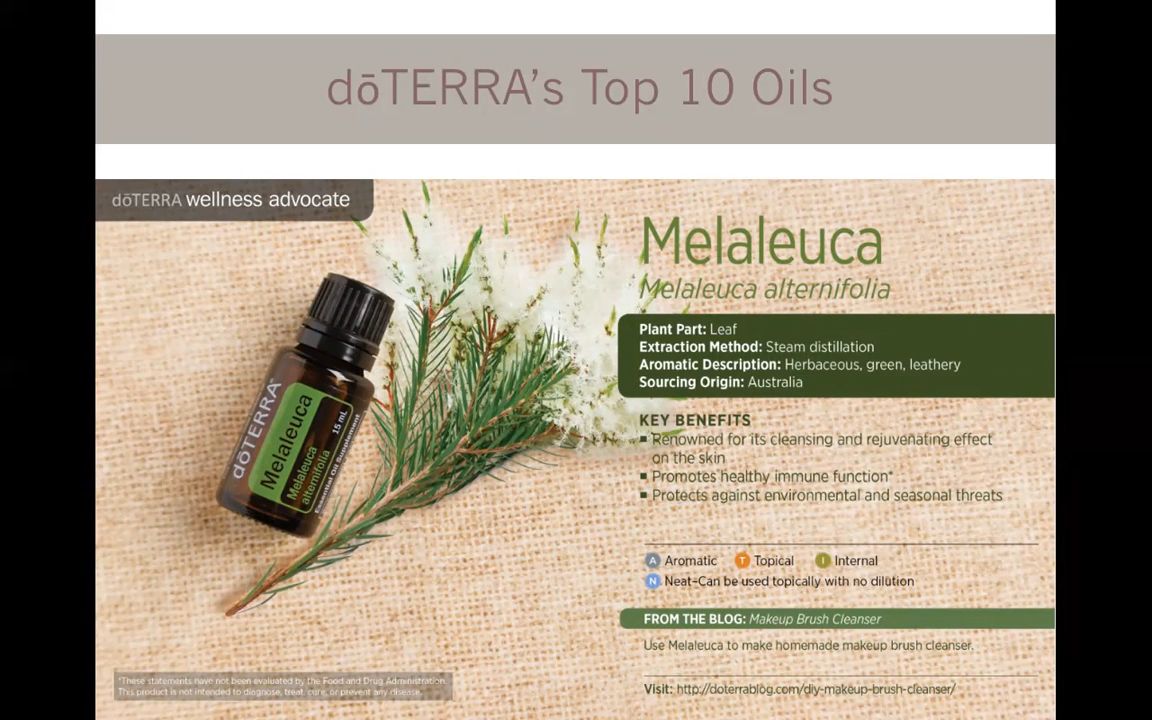 dōTERRA's Top 10 Oils
dōTERRA wellness advocate
Melaleuca
Melaleuca alternifolia
Plant Part: Leaf
Extraction Method: Steam distillation
Aromatic Description: Herbaceous, green, leathery
Sourcing Origin: Australia
KEY BENEFITS
▪ Renowned for its cleansing and rejuvenating effect
on the skin
▪ Promotes healthy immune function*
▪ Protects against environmental and seasonal threats
A Aromatic T Topical I Internal
N Neat–Can be used topically with no dilution
FROM THE BLOG: Makeup Brush Cleanser
Use Melaleuca to make homemade makeup brush cleanser.
Visit: http://doterrablog.com/diy-makeup-brush-cleanser/
dōTERRA
Melaleuca
Melaleuca
alternifolia
15 mL
Essential Oil Supplement
*These statements have not been evaluated by the Food and Drug Administration.
This product is not intended to diagnose, treat, cure, or prevent any disease.